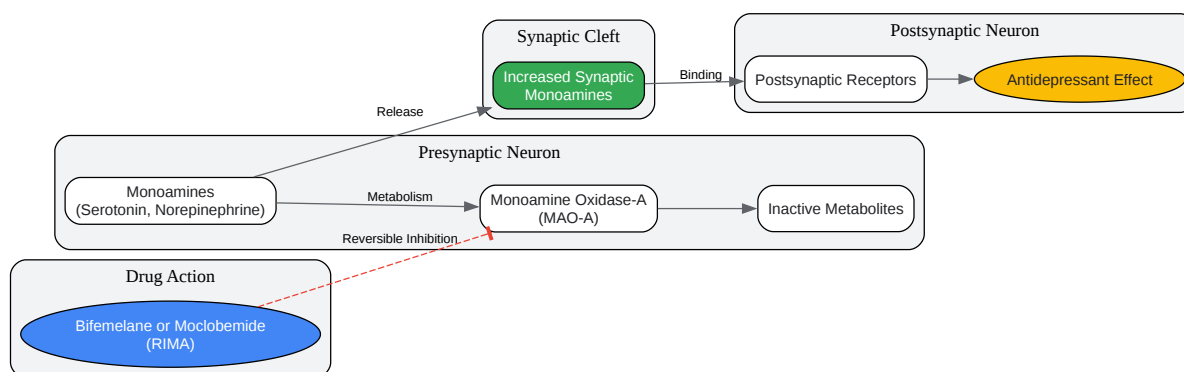 Synaptic Cleft
Increased Synaptic
Monoamines
Postsynaptic Neuron
Binding
Postsynaptic Receptors
Antidepressant Effect
Release
Presynaptic Neuron
Monoamines
(Serotonin, Norepinephrine)
Metabolism
Monoamine Oxidase-A
(MAO-A)
Inactive Metabolites
Reversible Inhibition
Drug Action
Bifemelane or Moclobemide
(RIMA)